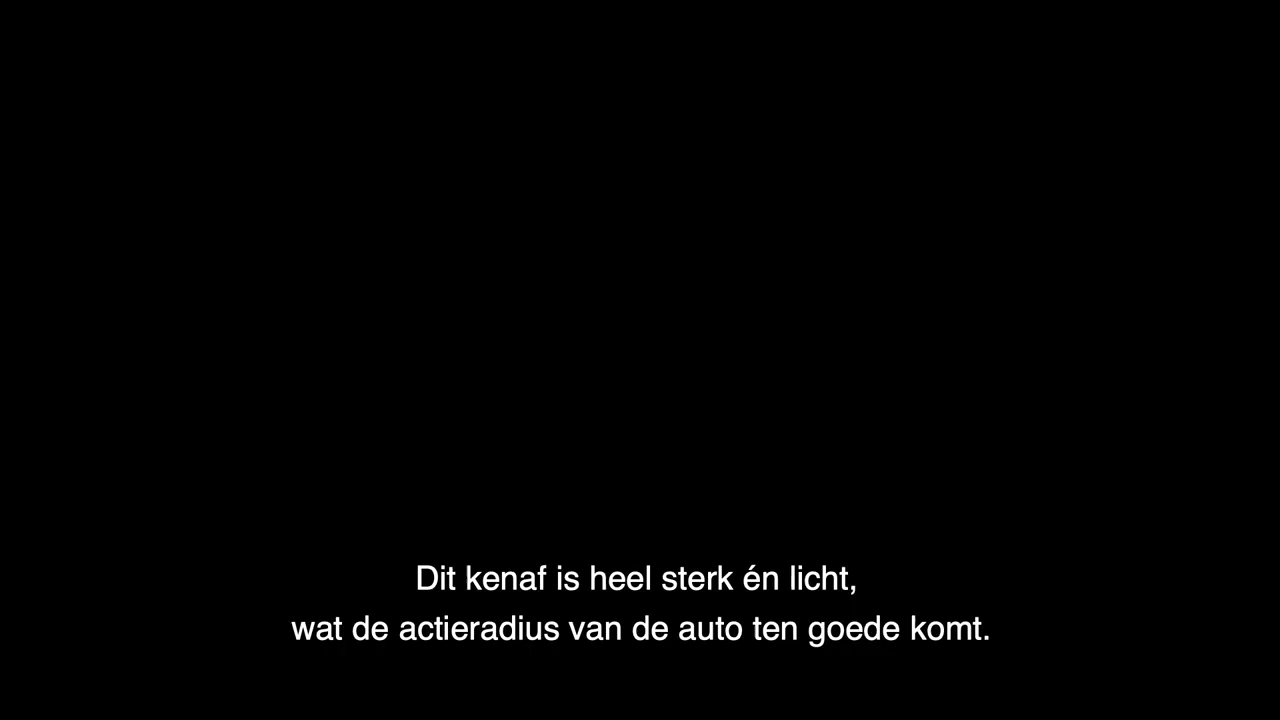 Dit kenaf is heel sterk én licht,
wat de actieradius van de auto ten goede komt.